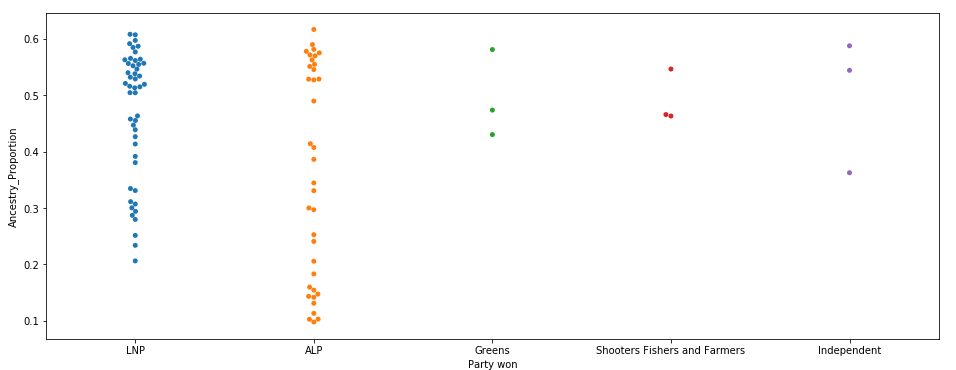 0.6
0.5
0.4
0.3
0.2
0.1
Ancestry_Proportion
LNP
ALP
Greens
Shooters Fishers and Farmers
Independent
Party won